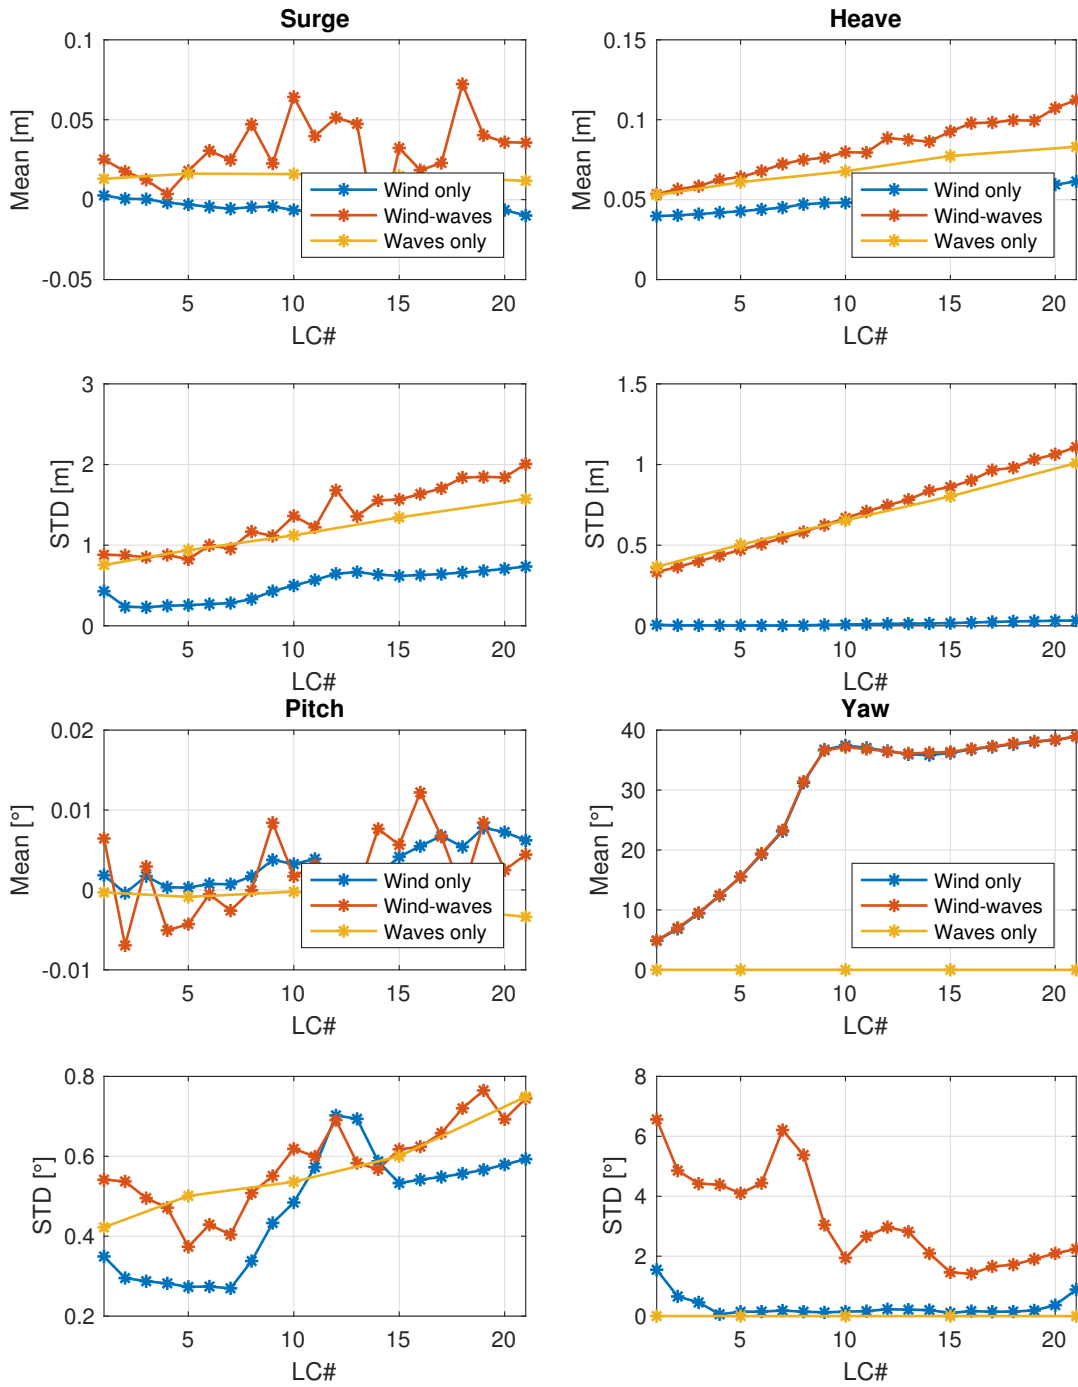 Surge
Heave
0.1
0.05
0
-0.05
Mean [m]
5
10
15
20
LC#
Wind only
Wind-waves
Waves only
0.15
0.1
0.05
0
Mean [m]
5
10
15
20
LC#
Wind only
Wind-waves
Waves only
3
2
1
0
STD [m]
5
10
15
20
LC#
1.5
1
0.5
0
STD [m]
5
10
15
20
LC#
Pitch
Yaw
0.02
0.01
0
-0.01
Mean [°]
5
10
15
20
LC#
Wind only
Wind-waves
Waves only
40
30
20
10
0
Mean [°]
5
10
15
20
LC#
Wind only
Wind-waves
Waves only
0.8
0.6
0.4
0.2
STD [°]
5
10
15
20
LC#
8
6
4
2
0
STD [°]
5
10
15
20
LC#